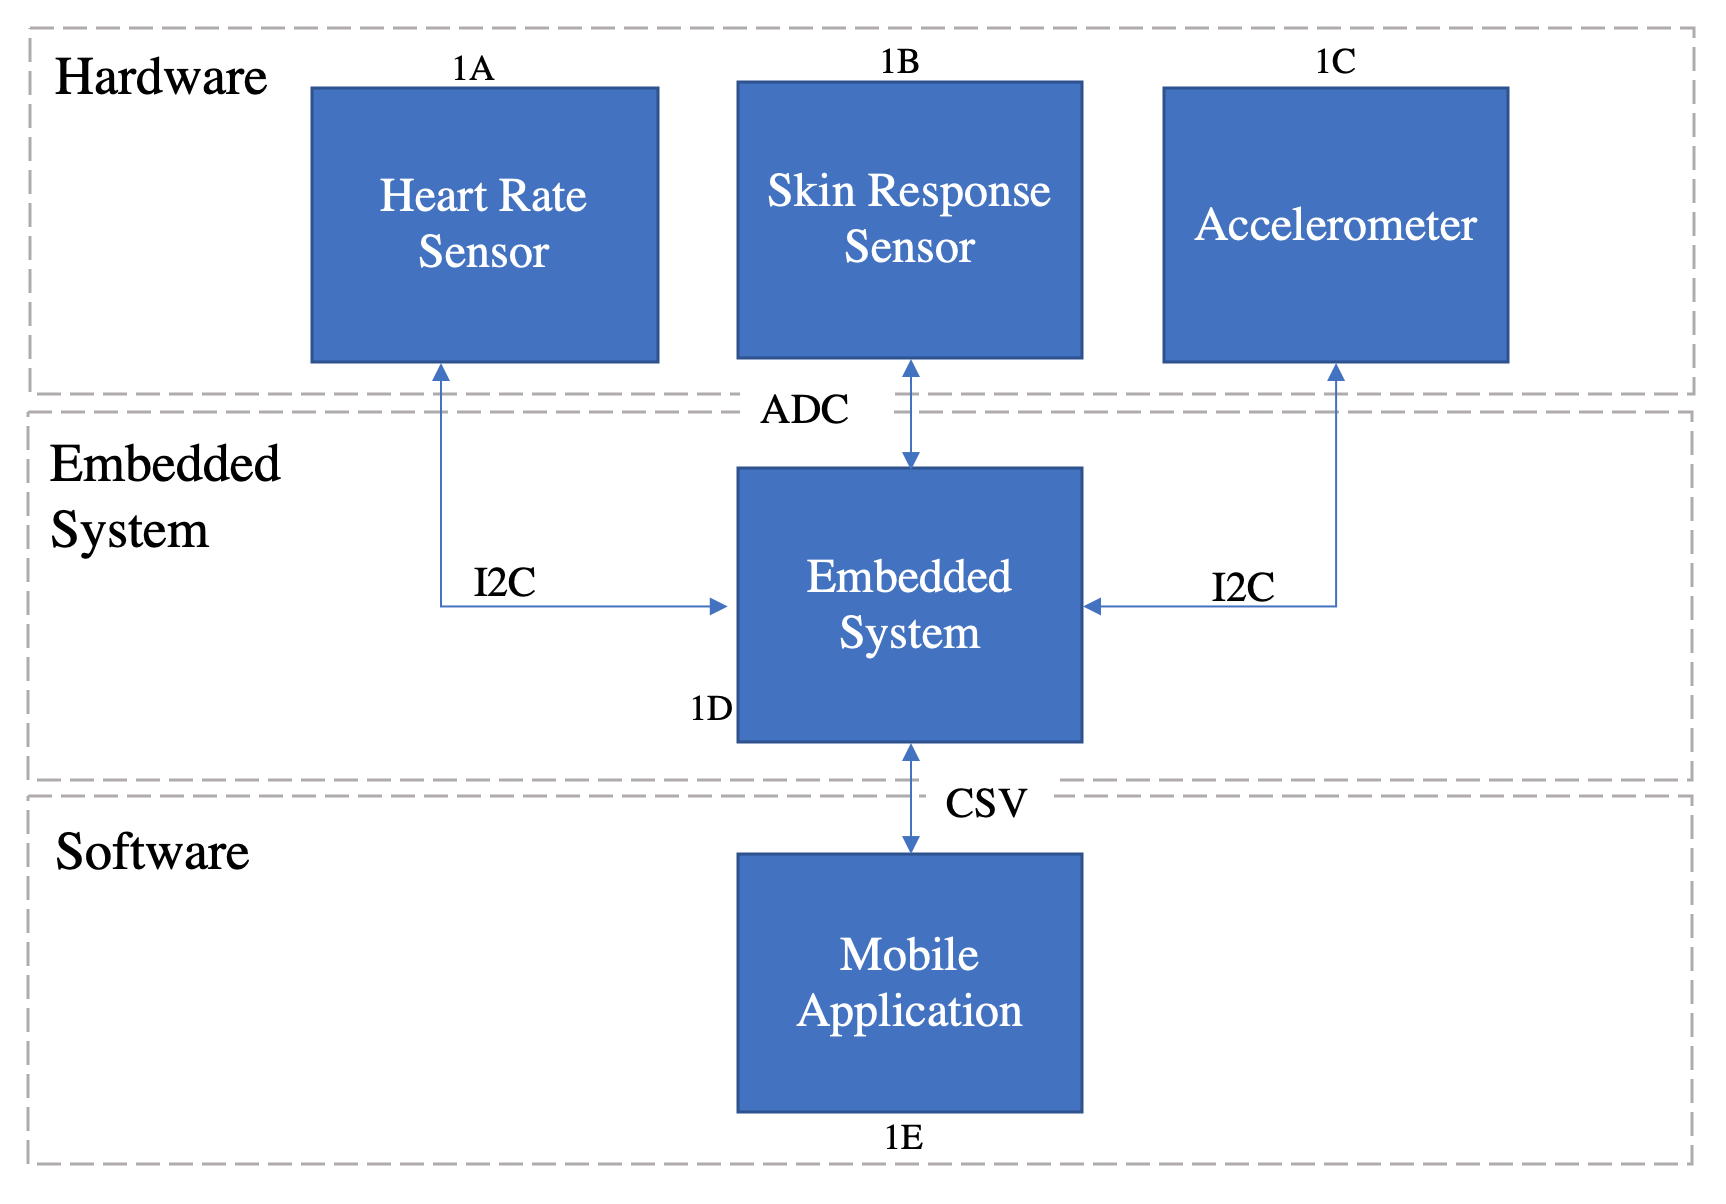 Hardware
1A
1B
1C
Heart Rate
Sensor
Skin Response
Sensor
Accelerometer
ADC
Embedded
System
I2C
Embedded
System
I2C
1D
CSV
Software
Mobile
Application
1E